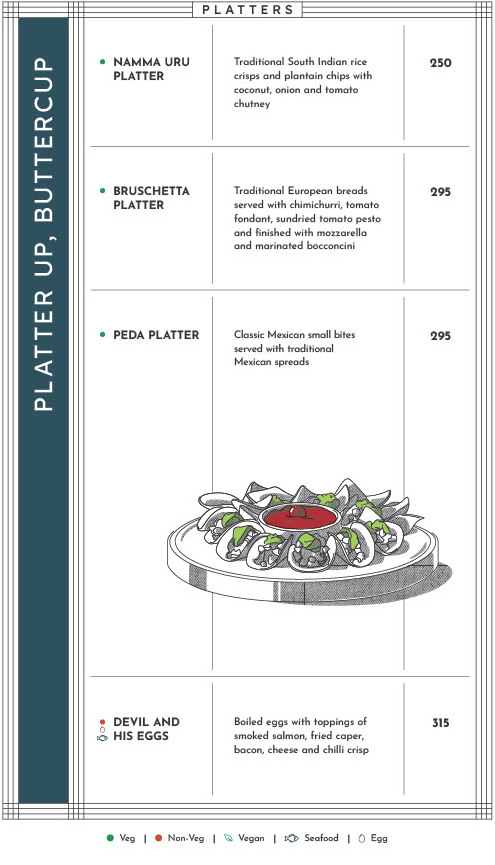 PLATTERS
PLATTER UP, BUTTERCUP
NAMMA URU
PLATTER
Traditional South Indian rice
crisps and plantain chips with
coconut, onion and tomato
chutney
250
BRUSCHETTA
PLATTER
Traditional European breads
served with chimichurri, tomato
fondant, sundried tomato pesto
and finished with mozzarella
and marinated bocconcini
295
PEDA PLATTER
Classic Mexican small bites
served with traditional
Mexican spreads
295
DEVIL AND
HIS EGGS
Boiled eggs with toppings of
smoked salmon, fried caper,
bacon, cheese and chilli crisp
315
Veg | Non-Veg | Vegan | Seafood | Egg